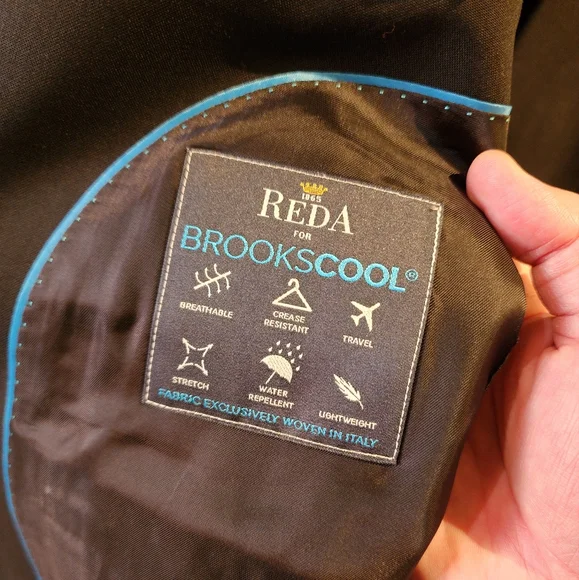 1865
REDA
FOR
BROOKSCOOL®
BREATHABLE
CREASE
RESISTANT
TRAVEL
STRETCH
WATER
REPELLENT
LIGHTWEIGHT
FABRIC EXCLUSIVELY WOVEN IN ITALY